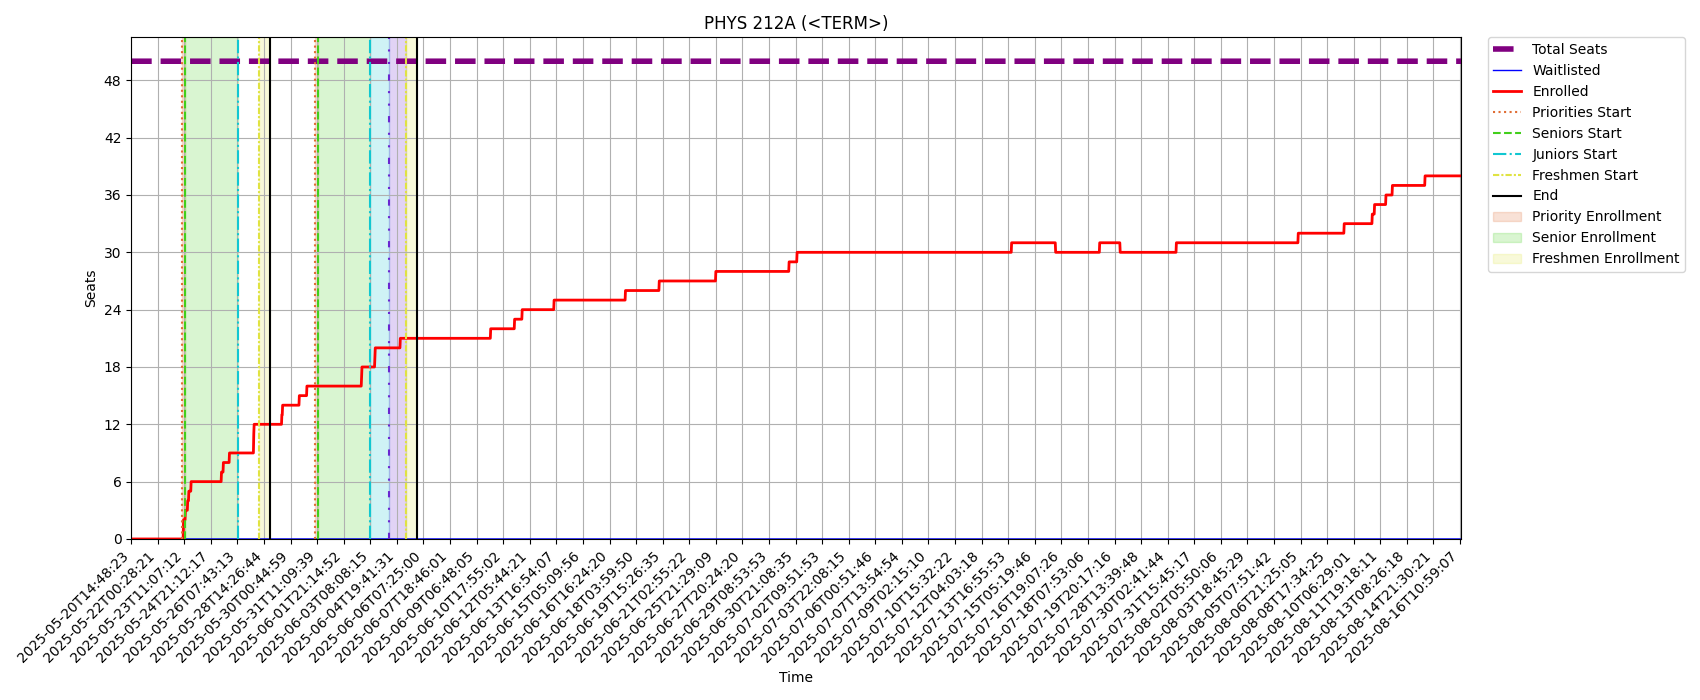 PHYS 212A (<TERM>)
Total Seats
Waitlisted
Enrolled
Priorities Start
Seniors Start
Juniors Start
Freshmen Start
End
Priority Enrollment
Senior Enrollment
Freshmen Enrollment
Seats
48
42
36
30
24
18
12
6
0
2025-05-20T14:48:23
2025-05-22T00:28:21
2025-05-23T11:07:12
2025-05-24T21:12:17
2025-05-26T07:43:13
2025-05-28T14:26:44
2025-05-30T00:44:59
2025-05-31T11:09:39
2025-06-01T21:14:52
2025-06-03T08:08:15
2025-06-04T19:41:31
2025-06-06T07:25:00
2025-06-07T18:46:01
2025-06-09T06:48:05
2025-06-10T17:55:02
2025-06-12T05:44:21
2025-06-13T16:54:07
2025-06-15T05:09:56
2025-06-16T16:24:20
2025-06-18T03:59:50
2025-06-19T15:26:35
2025-06-21T02:55:22
2025-06-25T21:29:09
2025-06-27T20:24:20
2025-06-29T08:53:53
2025-06-30T21:08:35
2025-07-02T09:51:53
2025-07-03T22:08:15
2025-07-06T00:51:46
2025-07-07T13:54:54
2025-07-09T02:15:10
2025-07-10T15:32:22
2025-07-12T04:03:18
2025-07-13T16:55:53
2025-07-15T05:19:46
2025-07-16T19:07:26
2025-07-18T07:53:06
2025-07-19T20:17:16
2025-07-28T13:39:48
2025-07-30T02:41:44
2025-07-31T15:45:17
2025-08-02T05:50:06
2025-08-03T18:45:29
2025-08-05T07:51:42
2025-08-06T21:25:05
2025-08-08T17:34:25
2025-08-10T06:29:01
2025-08-11T19:18:11
2025-08-13T08:26:18
2025-08-14T21:30:21
2025-08-16T10:59:07
Time